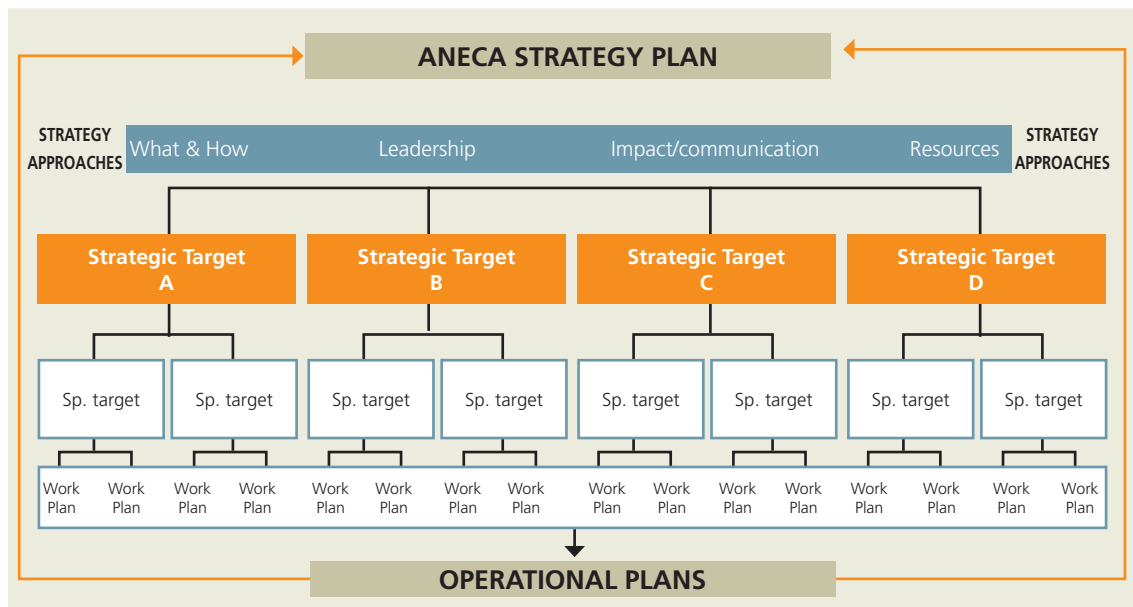 ANECA STRATEGY PLAN
STRATEGY
APPROACHES
What & How Leadership Impact/communication Resources
STRATEGY
APPROACHES
Strategic Target
A
Strategic Target
B
Strategic Target
C
Strategic Target
D
Sp. target Sp. target Sp. target Sp. target Sp. target Sp. target Sp. target Sp. target
Work Work Work Work Work Work Work Work Work Work Work Work Work Work Work Work
Plan Plan Plan Plan Plan Plan Plan Plan Plan Plan Plan Plan Plan Plan Plan Plan
OPERATIONAL PLANS